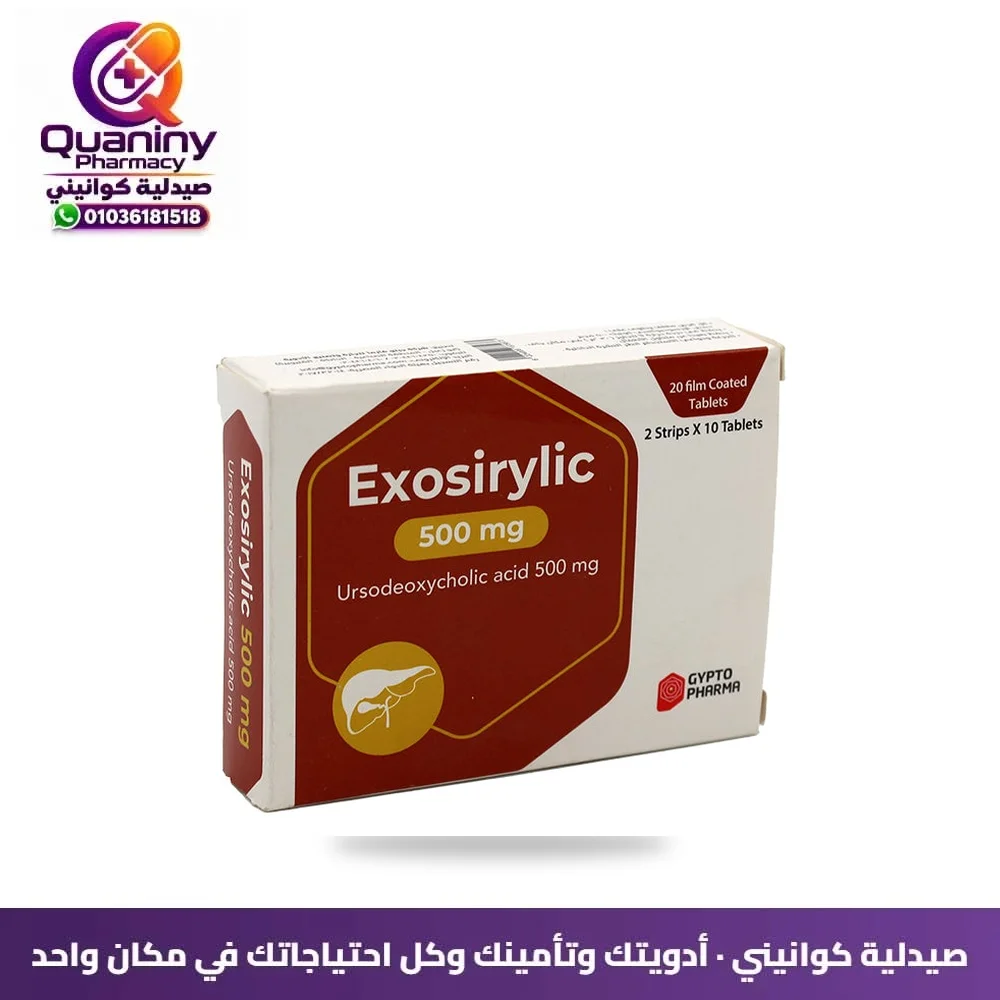 Quaniny
Pharmacy
صيدلية كوانيني
01036181518
20 film Coated
Tablets
2 Strips X 10 Tablets
Exosirylic
500 mg
Ursodeoxycholic acid 500 mg
Exosirylic 500 mg
Ursodeoxycholic acid 500 mg
GYPTO
PHARMA
صيدلية كوانيني · أدويتك وتأمينك وكل احتياجاتك في مكان واحد